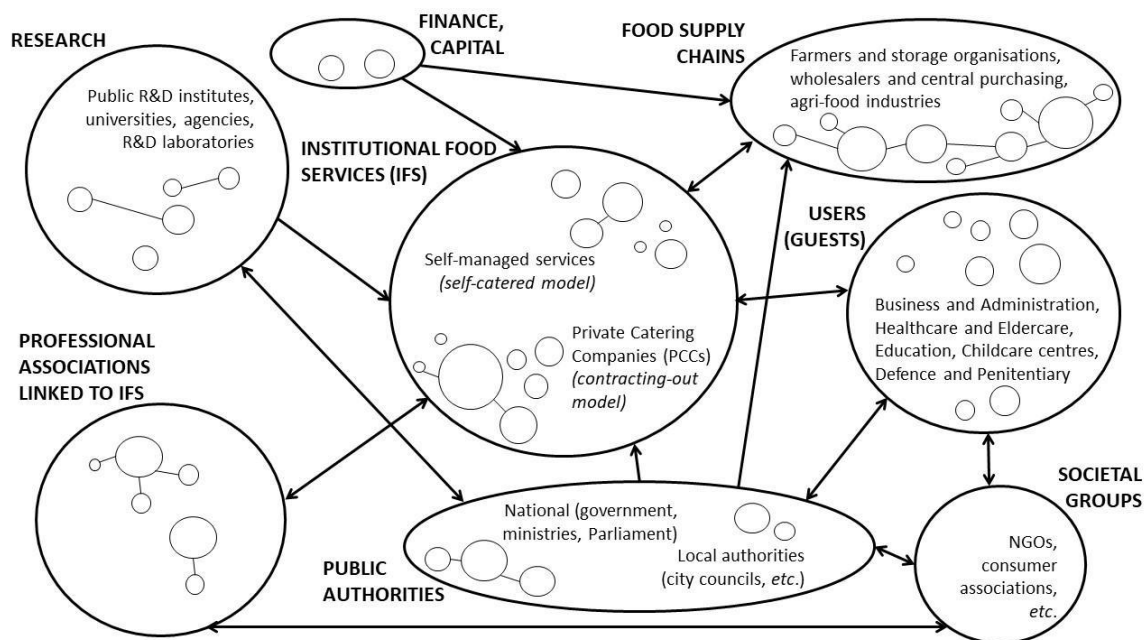 RESEARCH
Public R&D institutes,
universities, agencies,
R&D laboratories
FINANCE,
CAPITAL
FOOD SUPPLY
CHAINS
Farmers and storage organisations,
wholesalers and central purchasing,
agri-food industries
INSTITUTIONAL FOOD
SERVICES (IFS)
Self-managed services
(self-catered model)
Private Catering
Companies (PCCs)
(contracting-out
model)
USERS
(GUESTS)
Business and Administration,
Healthcare and Eldercare,
Education, Childcare centres,
Defence and Penitentiary
PROFESSIONAL
ASSOCIATIONS
LINKED TO IFS
PUBLIC
AUTHORITIES
National (government,
ministries, Parliament)
Local authorities
(city councils, etc.)
SOCIETAL
GROUPS
NGOs,
consumer
associations,
etc.